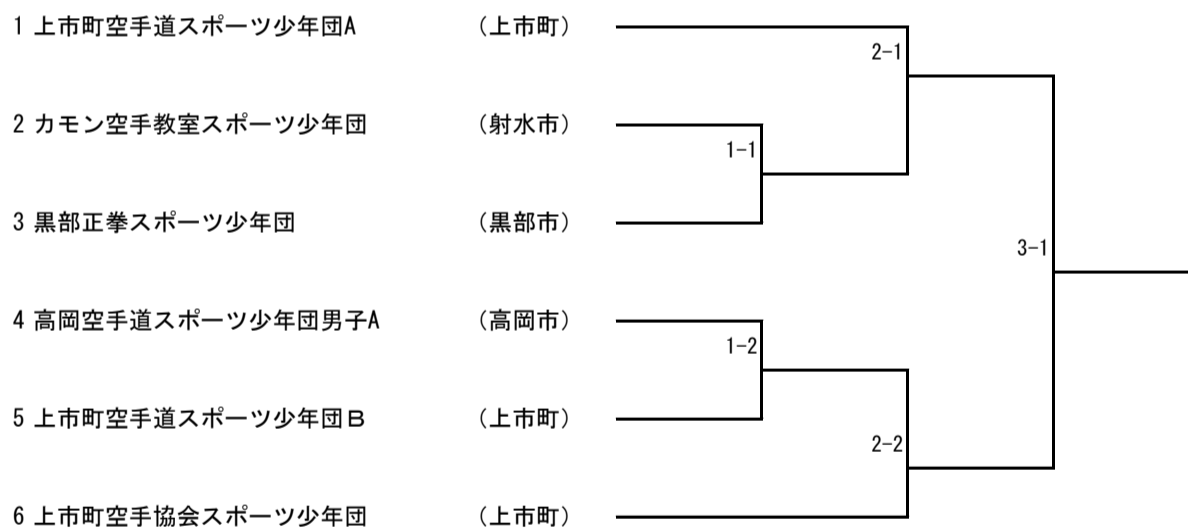 1 上市町空手道スポーツ少年団A （上市町）
2-1
2 カモン空手教室スポーツ少年団 （射水市）
1-1
3 黒部正拳スポーツ少年団 （黒部市）
3-1
4 高岡空手道スポーツ少年団男子A （高岡市）
1-2
5 上市町空手道スポーツ少年団Ｂ （上市町）
2-2
6 上市町空手協会スポーツ少年団 （上市町）